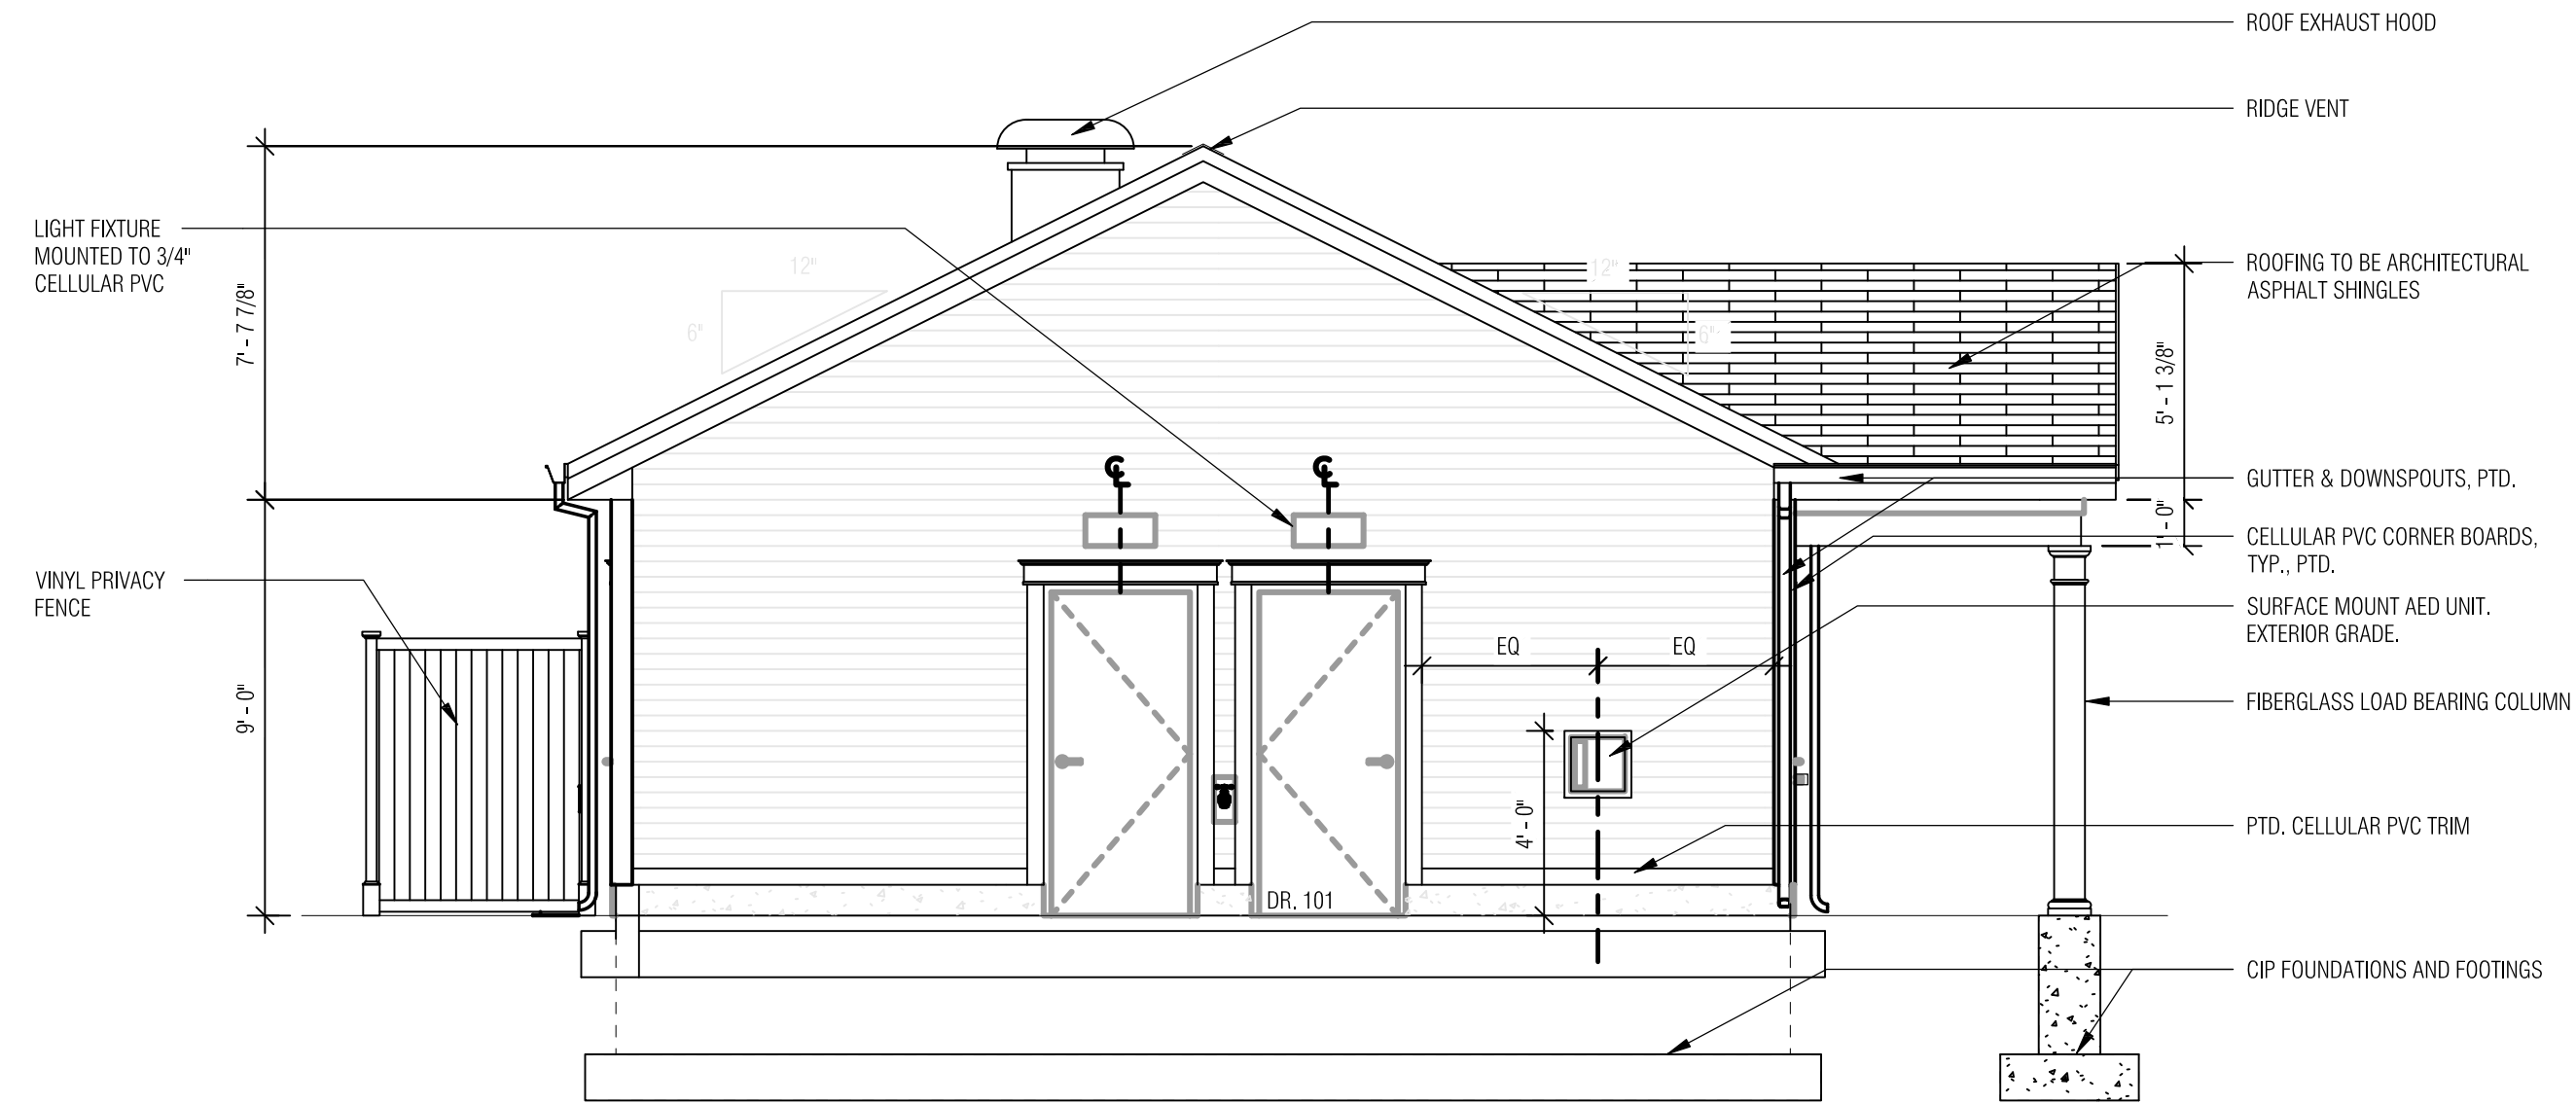 ROOF EXHAUST HOOD
RIDGE VENT
LIGHT FIXTURE
MOUNTED TO 3/4"
CELLULAR PVC
12"
6"
12"
6"
ROOFING TO BE ARCHITECTURAL
ASPHALT SHINGLES
7' - 7 7/8"
5' - 1 3/8"
GUTTER & DOWNSPOUTS, PTD.
1' - 0"
CELLULAR PVC CORNER BOARDS,
TYP., PTD.
VINYL PRIVACY
FENCE
SURFACE MOUNT AED UNIT.
EXTERIOR GRADE.
EQ
EQ
9' - 0"
FIBERGLASS LOAD BEARING COLUMN
4' - 0"
PTD. CELLULAR PVC TRIM
DR. 101
CIP FOUNDATIONS AND FOOTINGS